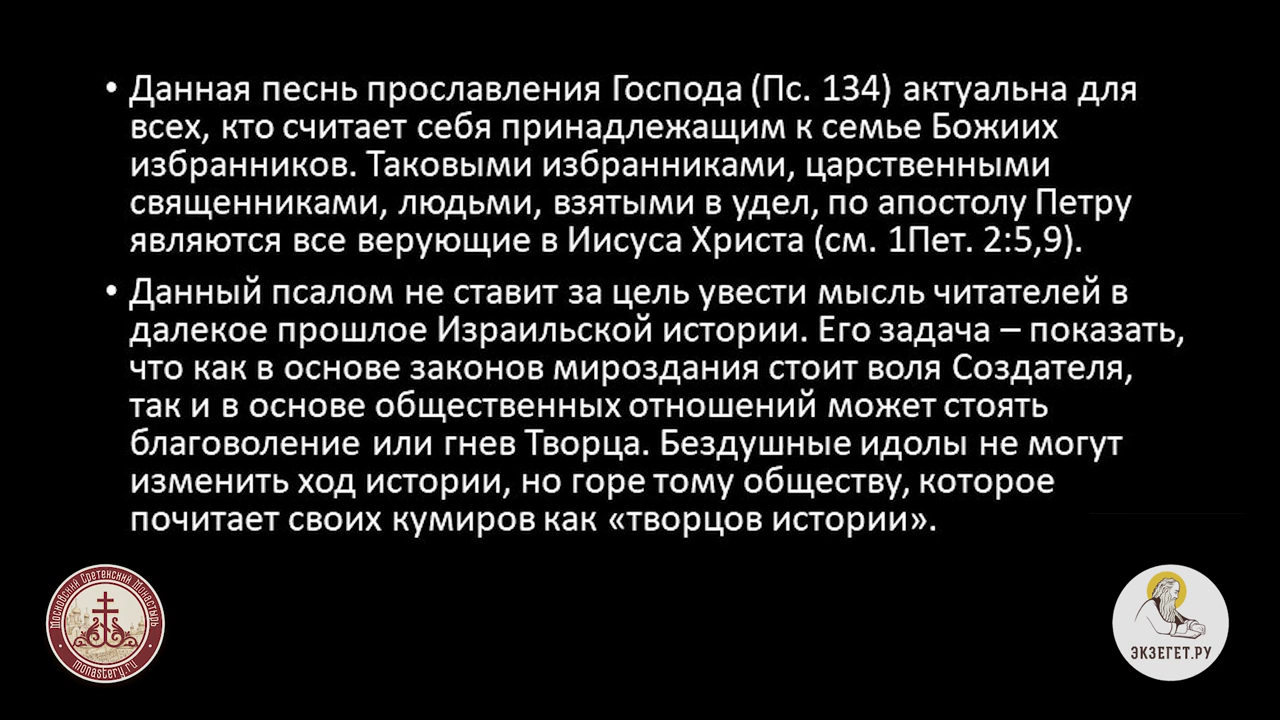 • Данная песнь прославления Господа (Пс. 134) актуальна для
всех, кто считает себя принадлежащим к семье Божиих
избранников. Таковыми избранниками, царственными
священниками, людьми, взятыми в удел, по апостолу Петру
являются все верующие в Иисуса Христа (см. 1Пет. 2:5,9).
• Данный псалом не ставит за цель увести мысль читателей в
далекое прошлое Израильской истории. Его задача – показать,
что как в основе законов мироздания стоит воля Создателя,
так и в основе общественных отношений может стоять
благоволение или гнев Творца. Бездушные идолы не могут
изменить ход истории, но горе тому обществу, которое
почитает своих кумиров как «творцов истории».
Московский Сретенский Монастырь
monastery.ru
ЭКЗЕГЕТ.РУ